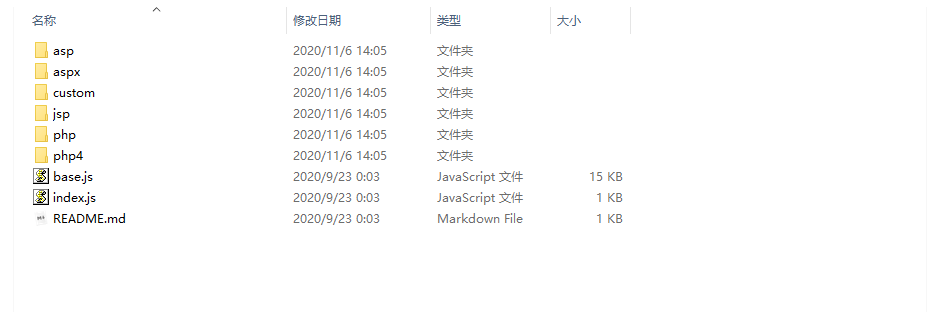 名称 修改日期 类型 大小
asp 2020/11/6 14:05 文件夹
aspx 2020/11/6 14:05 文件夹
custom 2020/11/6 14:05 文件夹
jsp 2020/11/6 14:05 文件夹
php 2020/11/6 14:05 文件夹
php4 2020/11/6 14:05 文件夹
base.js 2020/9/23 0:03 JavaScript 文件 15 KB
index.js 2020/9/23 0:03 JavaScript 文件 1 KB
README.md 2020/9/23 0:03 Markdown File 1 KB